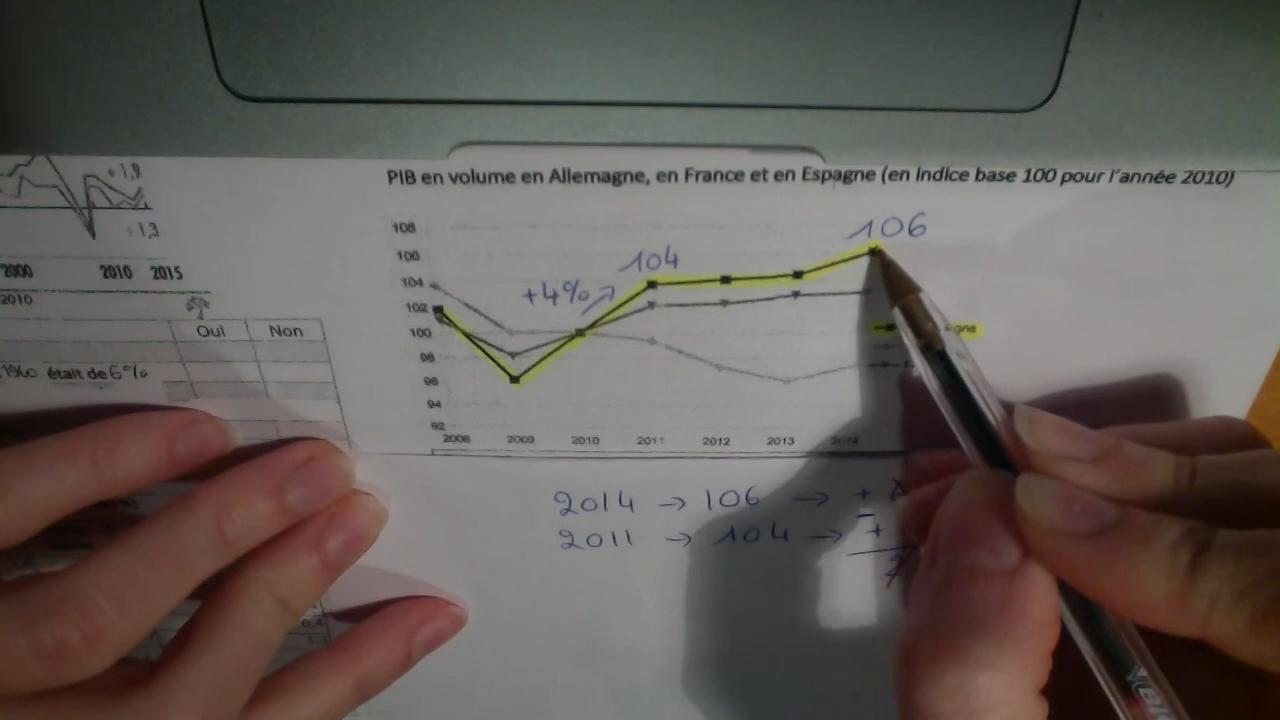 +1,9
+1,3
2000 2010 2015
2010
Oui Non
1960 était de 6%
PIB en volume en Allemagne, en France et en Espagne (en indice base 100 pour l'année 2010)
108
106
104
102
100
98
96
94
92
106
104
+4%
2008 2009 2010 2011 2012 2013 2014
2014 → 106 → +
-
2011 → 104 → +